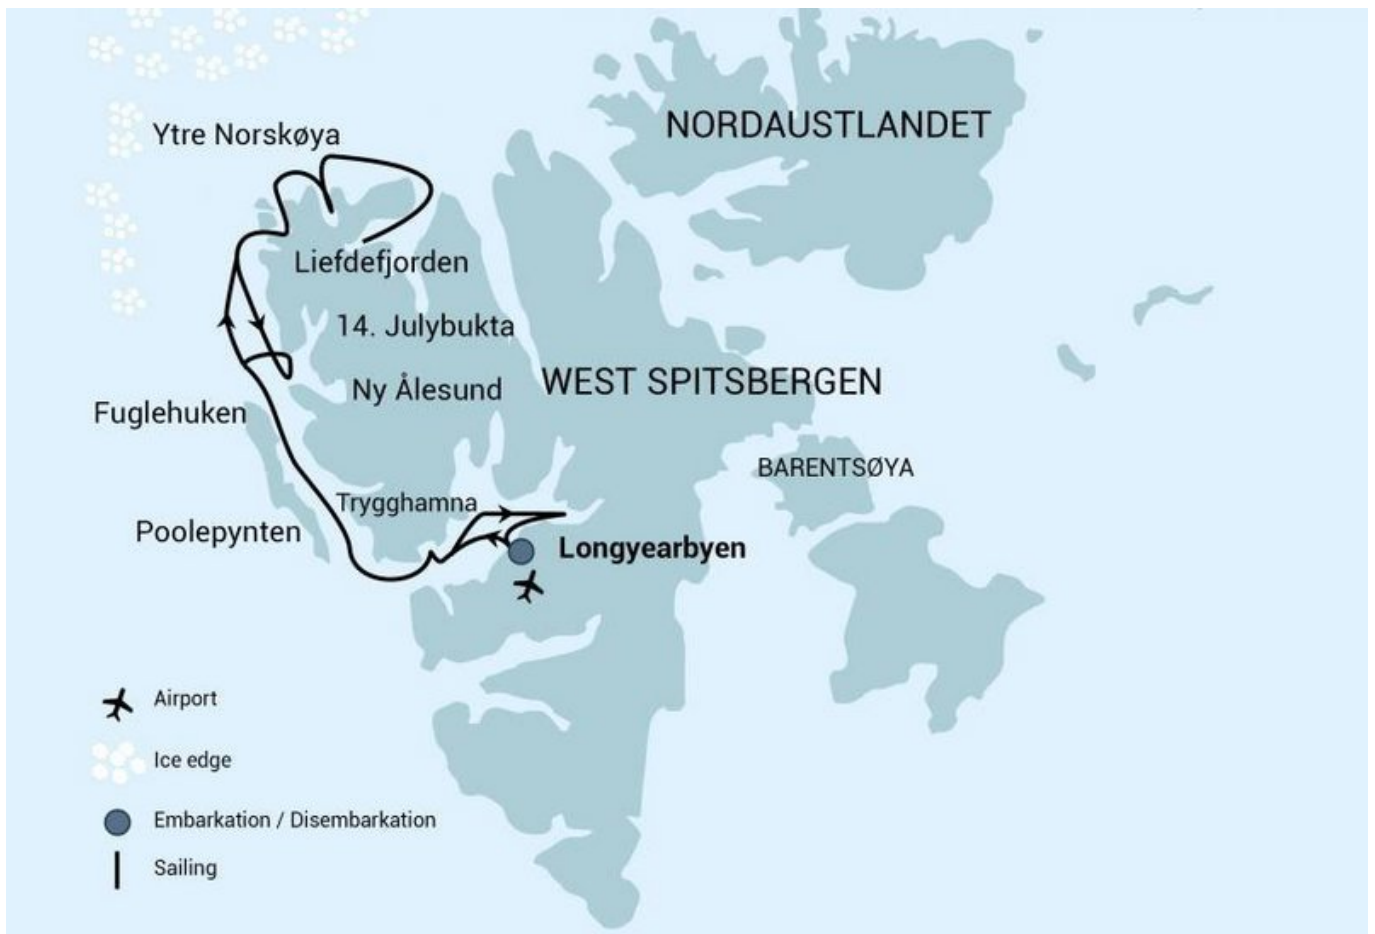 NORDAUSTLANDET
Ytre Norskøya
Liefdefjorden
14. Julybukta
WEST SPITSBERGEN
Ny Ålesund
Fuglehuken
BARENTSØYA
Trygghamna
Poolepynten
Longyearbyen
Airport
Ice edge
Embarkation / Disembarkation
Sailing